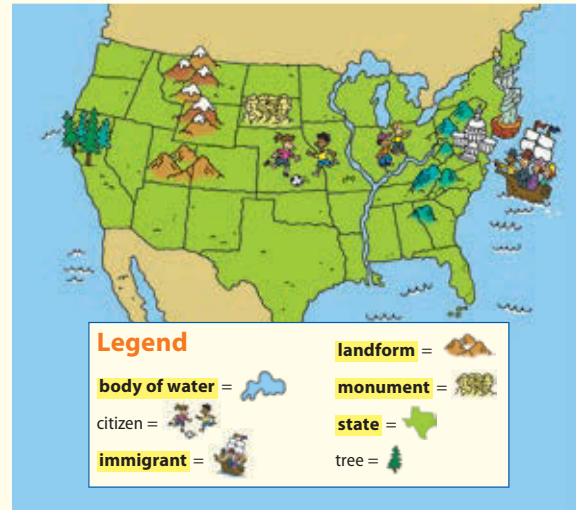 Legend
body of water =
citizen =
immigrant =
landform =
monument =
state =
tree =